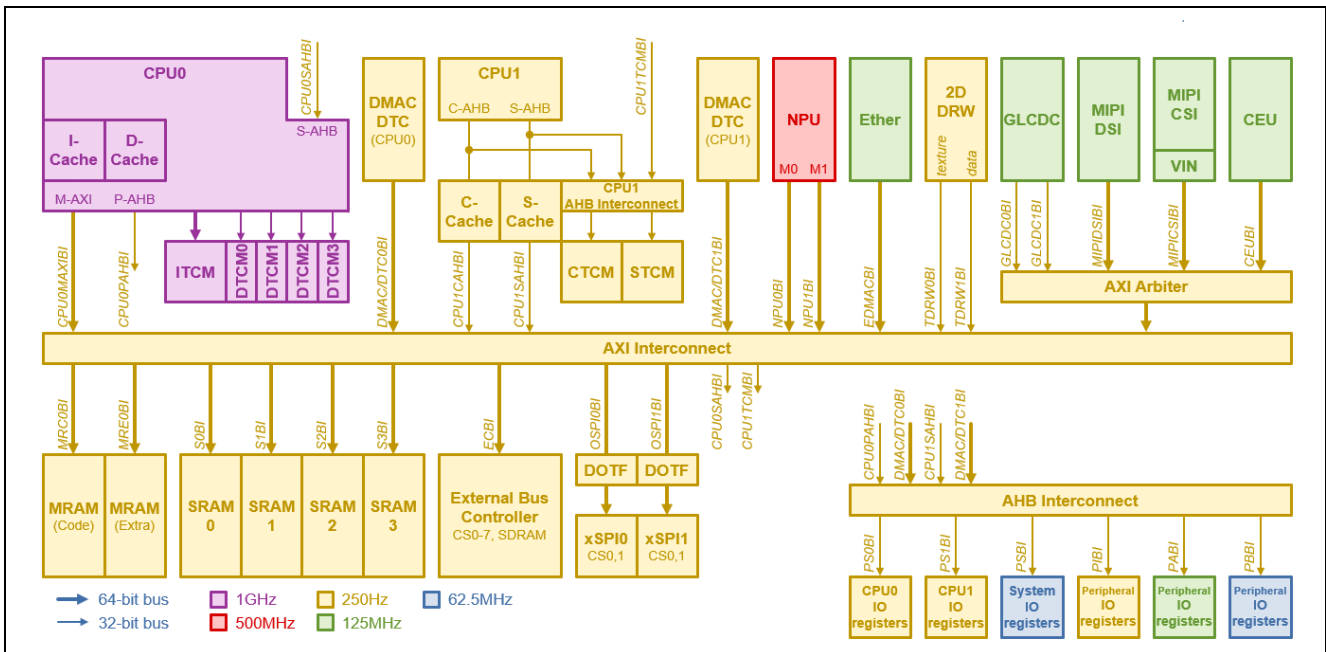 CPU0
CPU0SAHBI
S-AHB
I-
Cache
D-
Cache
M-AXI
P-AHB
CPU0MAXIBI
CPU0PAHBI
ITCM
DTCM0
DTCM1
DTCM2
DTCM3
DMAC
DTC
(CPU0)
DMAC/DTC0BI
CPU1
C-AHB
S-AHB
CPU1TCMBI
C-
Cache
S-
Cache
CPU1
AHB Interconnect
CTCM
STCM
CPU1CAHBI
CPU1SAHBI
DMAC
DTC
(CPU1)
DMAC/DTC1BI
NPU
M0
M1
NPU0BI
NPU1BI
Ether
EDMACBI
2D
DRW
texture
data
TDRW0BI
TDRW1BI
GLCDC
GLCDC0BI
GLCDC1BI
MIPI
DSI
MIPIDSIBI
MIPI
CSI
VIN
MIPICSIBI
CEU
CEUBI
AXI Arbiter
AXI Interconnect
MRC0BI
MRE0BI
S0BI
S1BI
S2BI
S3BI
ECBI
OSPI0BI
OSPI1BI
CPU0SAHBI
CPU1TCMBI
MRAM
(Code)
MRAM
(Extra)
SRAM
0
SRAM
1
SRAM
2
SRAM
3
External Bus
Controller
CS0-7, SDRAM
DOTF
DOTF
xSPI0
CS0,1
xSPI1
CS0,1
CPU0PAHBI
DMAC/DTC0BI
CPU1SAHBI
DMAC/DTC1BI
AHB Interconnect
PS0BI
PS1BI
PSBI
PIBI
PABI
PBBI
CPU0
IO
registers
CPU1
IO
registers
System
IO
registers
Peripheral
IO
registers
Peripheral
IO
registers
Peripheral
IO
registers
64-bit bus
1GHz
250Hz
62.5MHz
32-bit bus
500MHz
125MHz